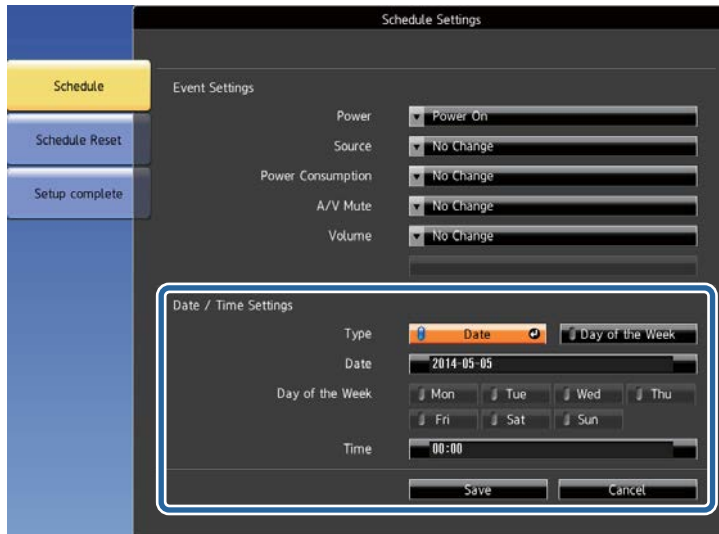 Schedule Settings
Schedule
Schedule Reset
Setup complete
Event Settings
Power Power On
Source No Change
Power Consumption No Change
A/V Mute No Change
Volume No Change
Date / Time Settings
Type Date Day of the Week
Date 2014-05-05
Day of the Week Mon Tue Wed Thu
Fri Sat Sun
Time 00:00
Save Cancel